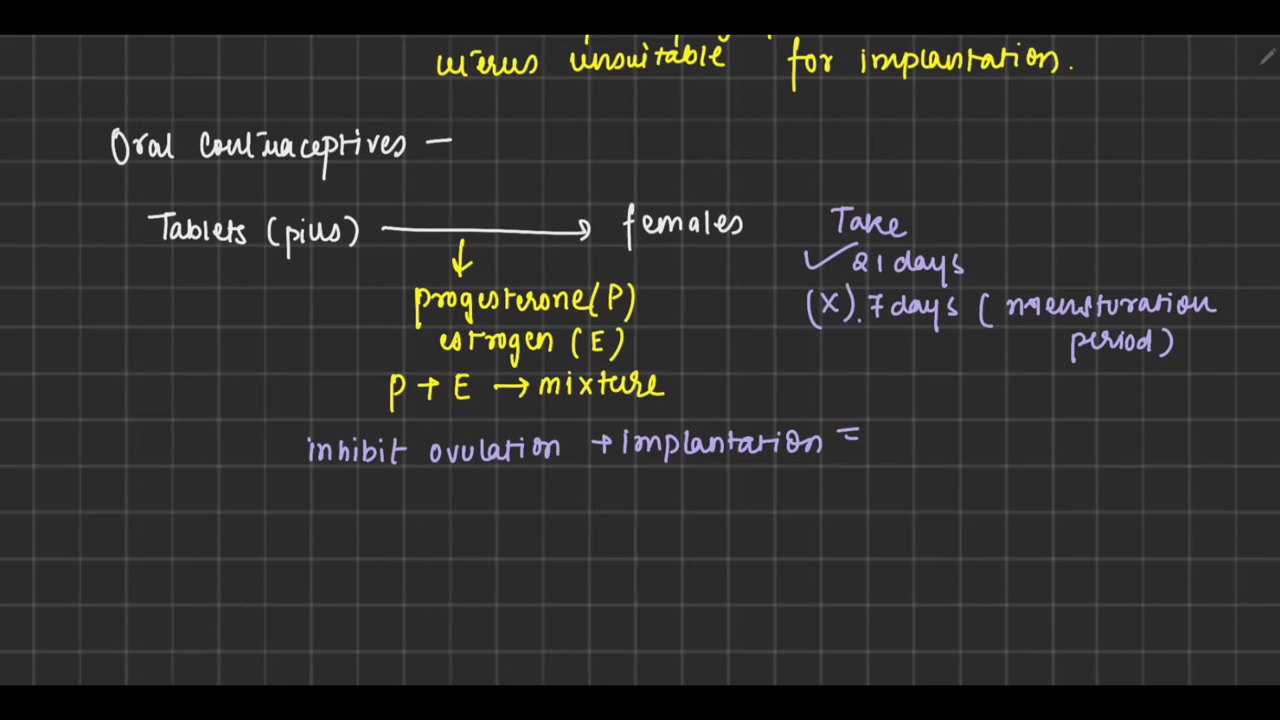 uterus unsuitable for implantation.
Oral contraceptives –
Tablets (pills) → females
Take
✓ 21 days
(X). 7 days ( mensturation
period)
↓
progesterone (P)
estrogen (E)
P + E → mixture
inhibit ovulation → implantation =